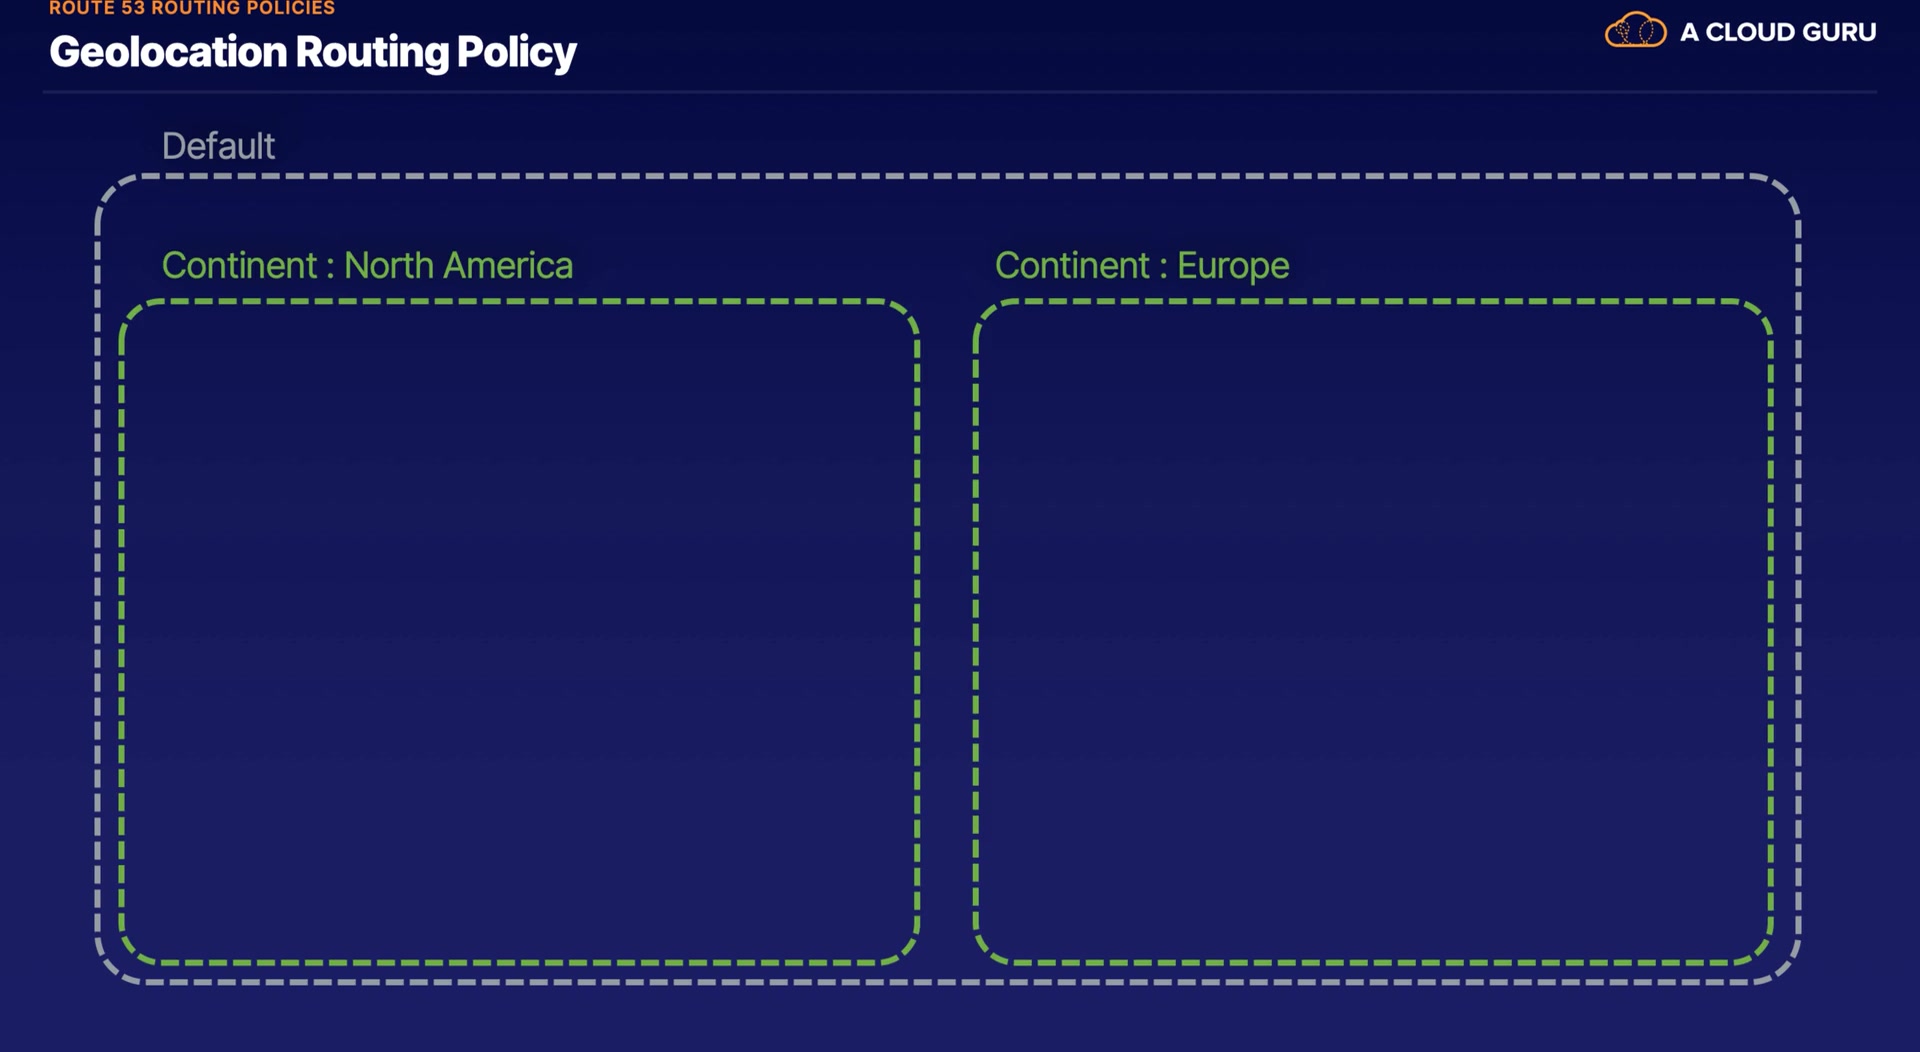 ROUTE 53 ROUTING POLICIES
Geolocation Routing Policy
A CLOUD GURU
Default
Continent : North America
Continent : Europe